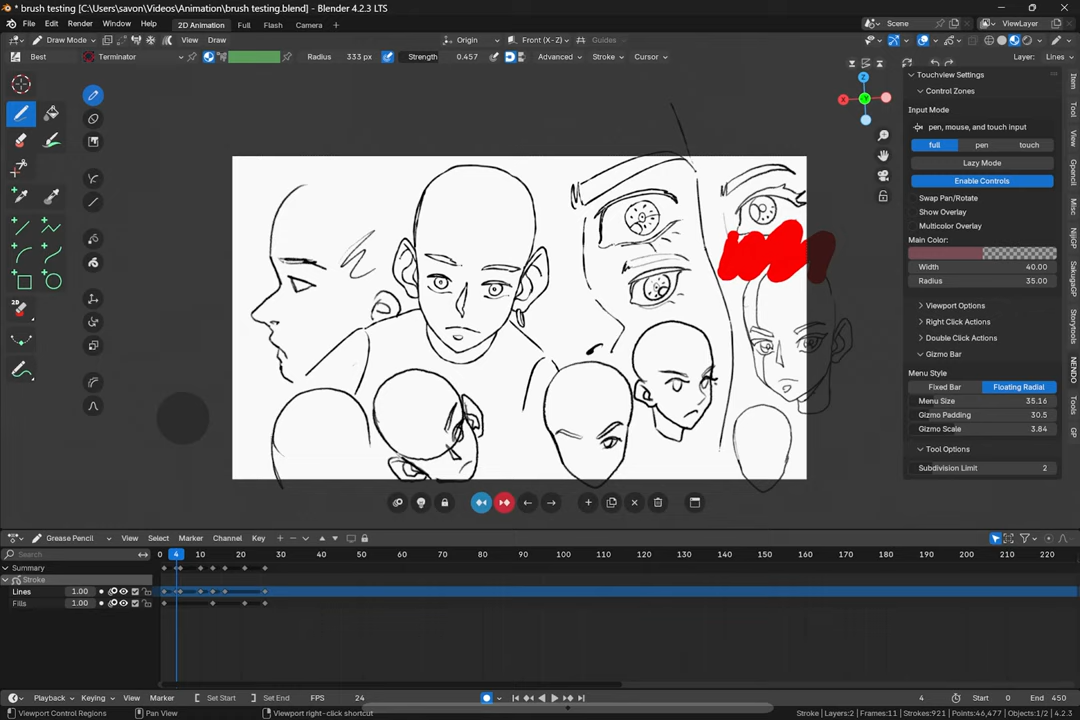 * brush testing [C:\Users\savon\Videos\Animation\brush testing.blend] - Blender 4.2.3 LTS
File Edit Render Window Help 2D Animation Full Header Camera Scene ViewLayer
Draw Mode View Draw Origin Front (X-Z) Guides
Best Terminator Radius 333 px Strength 0.457 Advanced Stroke Cursor Layer: Lines
Z
Y
Touchview Settings
Control Zones
Input Mode
pen, mouse, and touch input
full pen touch
Lazy Mode
Enable Controls
Swap Pan/Rotate
Show Overlay
Multicolor Overlay
Main Color:
Width 40.00
Radius 35.00
Viewport Options
Right Click Actions
Double Click Actions
Gizmo Bar
Menu Style
Fixed Bar Floating Radial
Menu Size 35.16
Gizmo Padding 30.5
Gizmo Scale 3.84
Tool Options
Subdivision Limit 2
Item
Tool
View
Gpencil
Misc
NijiGP
Storytools
NENDO
Tools
GP
2D
Grease Pencil View Select Marker Channel Key
Search 0 4 10 20 30 40 50 60 70 80 90 100 110 120 130 140 150 160 170 180 190 200 210 220
Summary
Stroke
Lines 1.00
Fills 1.00
Playback Keying View Marker Set Start Set End FPS 24 4 Start 0 End 450
Viewport Control Regions Pan View Viewport right-click shortcut Stroke | Layers:2 | Frames:11 | Strokes:921 | Points:46,477 | Objects:1/2 | 4.2.3